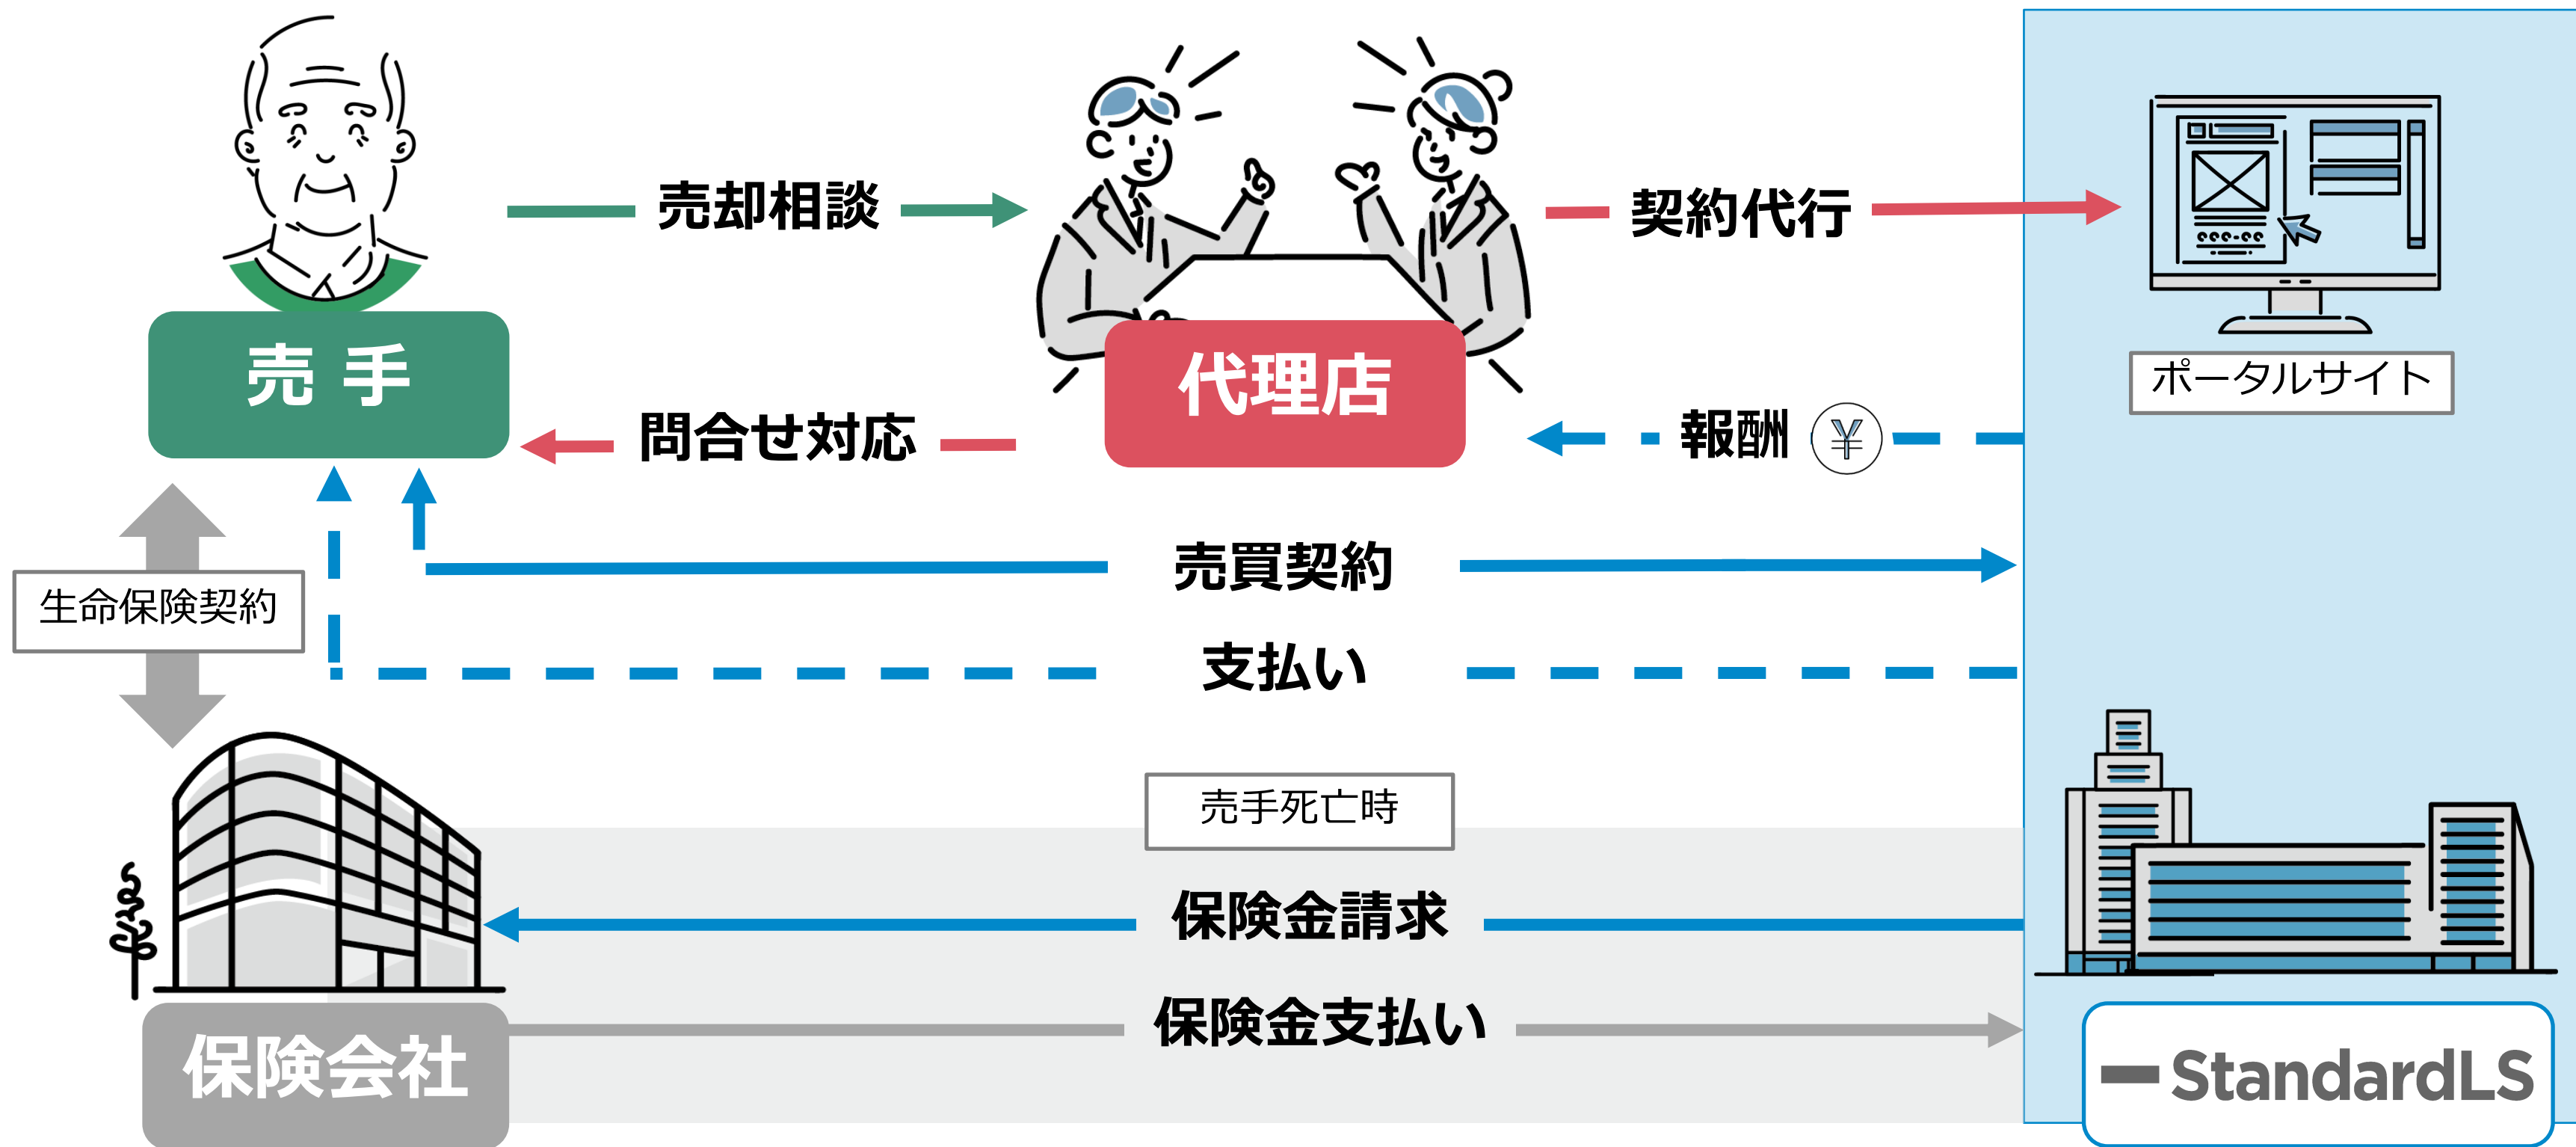 売却相談
契約代行
売手
代理店
ポータルサイト
問合せ対応
報酬 ¥
売買契約
生命保険契約
支払い
売手死亡時
保険金請求
保険金支払い
保険会社
StandardLS